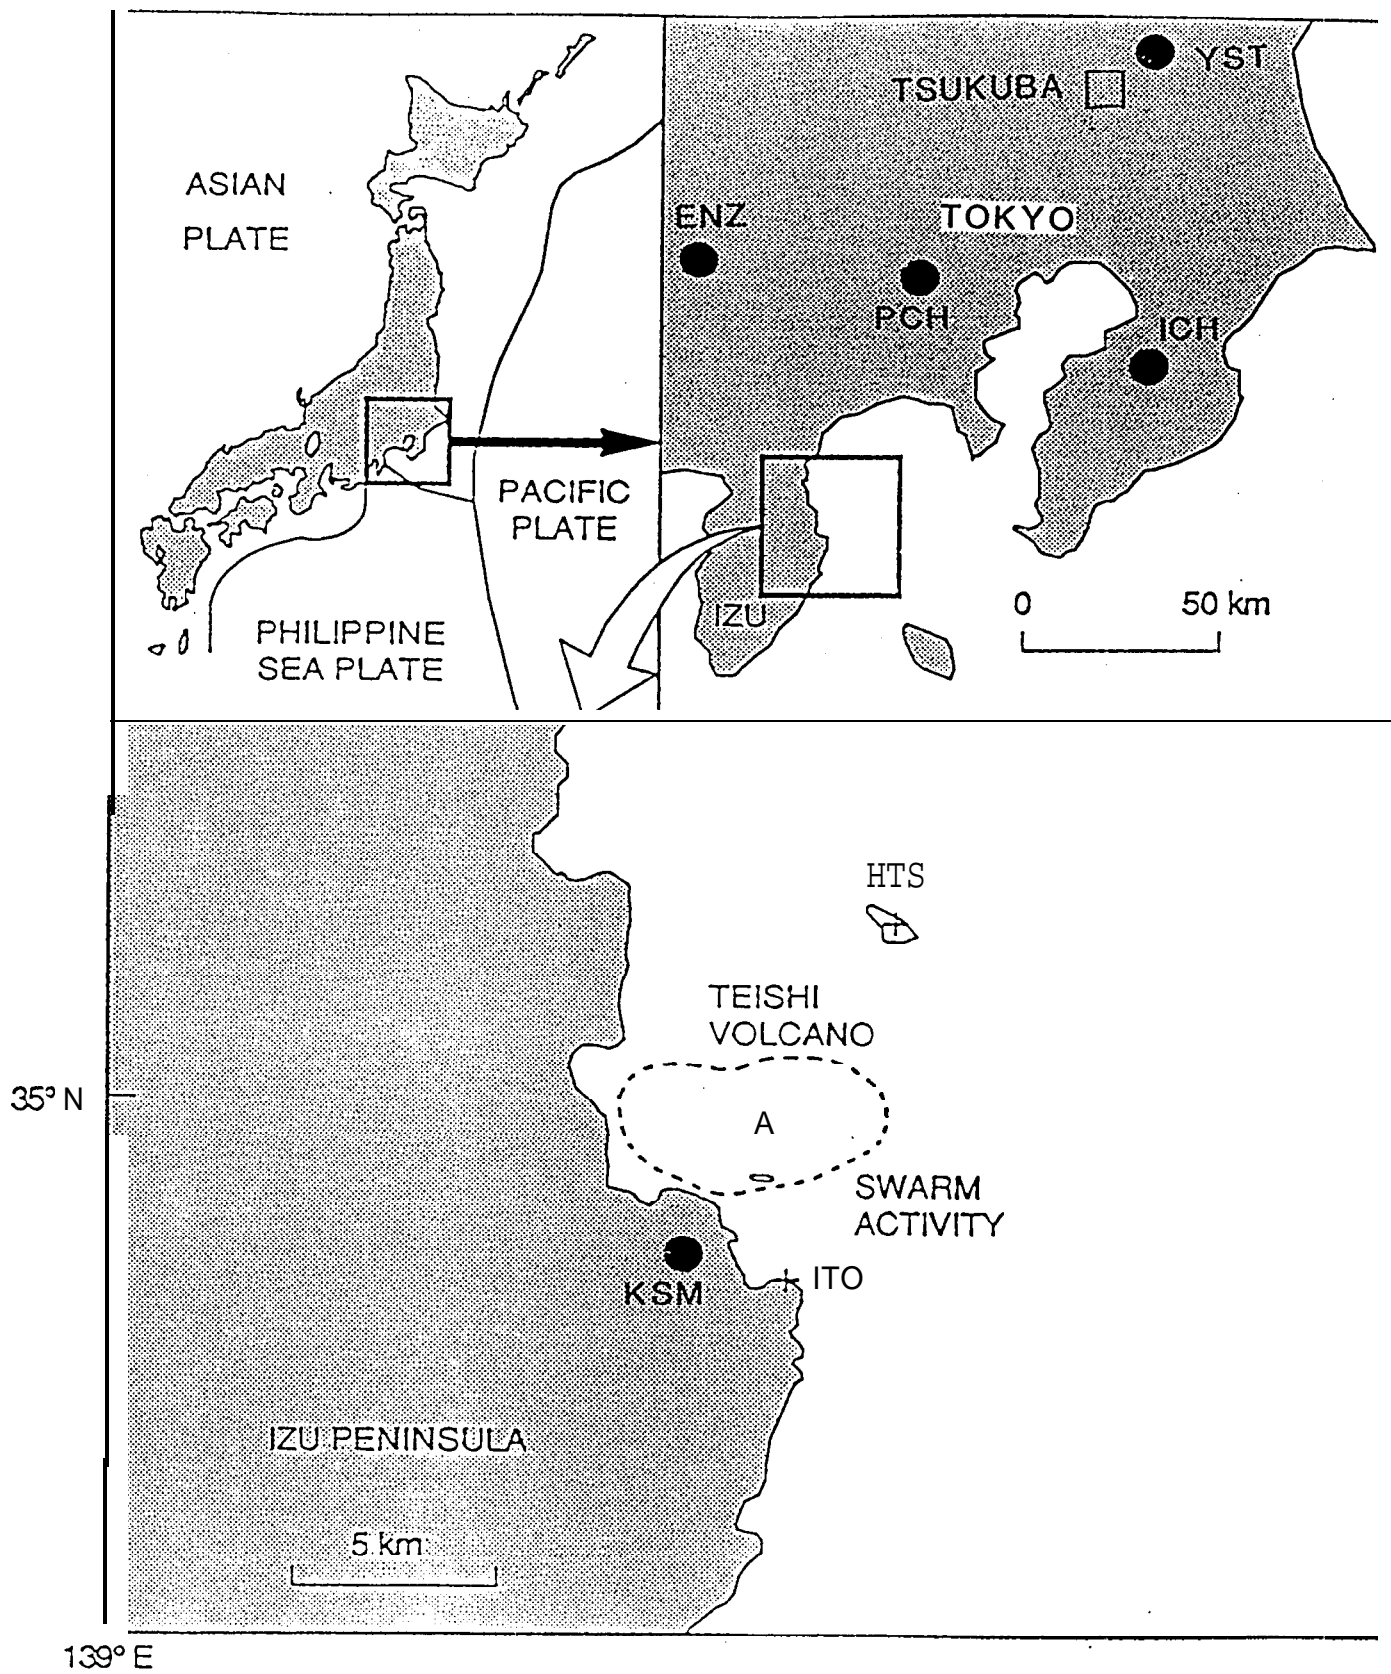 ASIAN
PLATE
PACIFIC
PLATE
PHILIPPINE
SEA PLATE
YST
TSUKUBA
ENZ
TOKYO
PCH
ICH
IZU
0
50 km
HTS
TEISHI
VOLCANO
35° N
A
SWARM
ACTIVITY
KSM
ITO
IZU PENINSULA
5 km
139° E